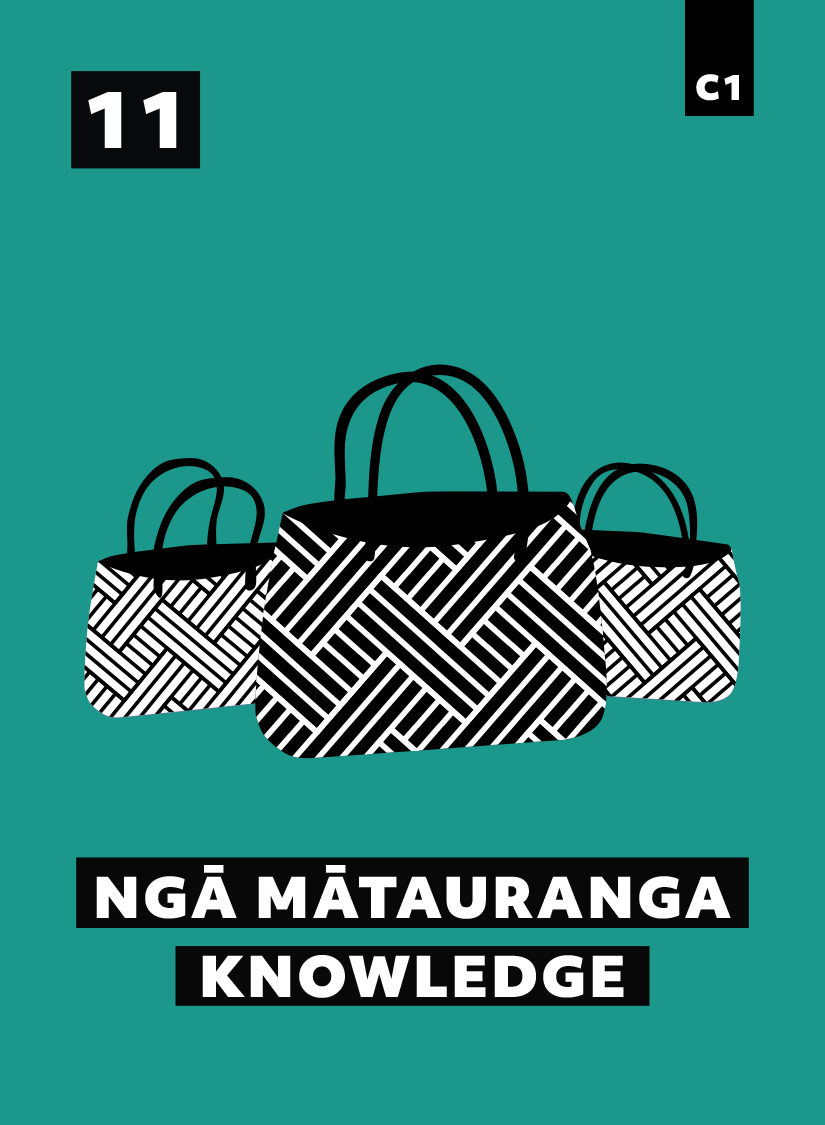 C1
11
NGĀ MĀTAURANGA
KNOWLEDGE